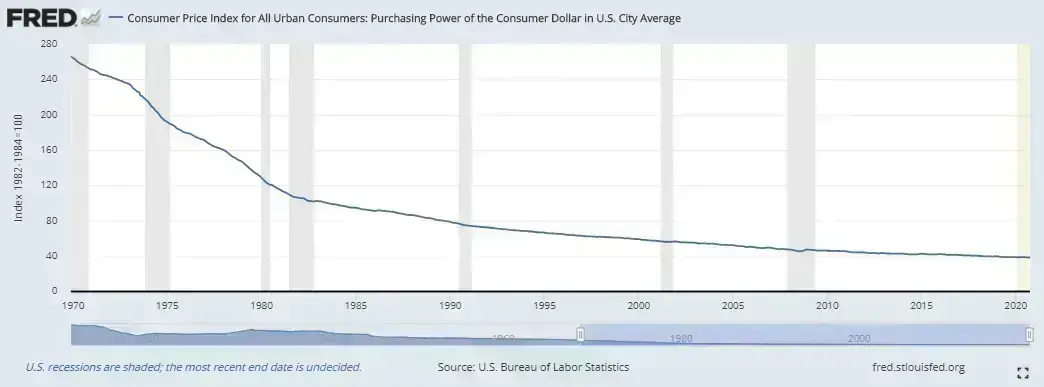 FRED
Consumer Price Index for All Urban Consumers: Purchasing Power of the Consumer Dollar in U.S. City Average
280
240
200
160
120
80
40
0
Index 1982-1984=100
1970 1975 1980 1985 1990 1995 2000 2005 2010 2015 2020
1960 1980 2000
U.S. recessions are shaded; the most recent end date is undecided.
Source: U.S. Bureau of Labor Statistics
fred.stlouisfed.org